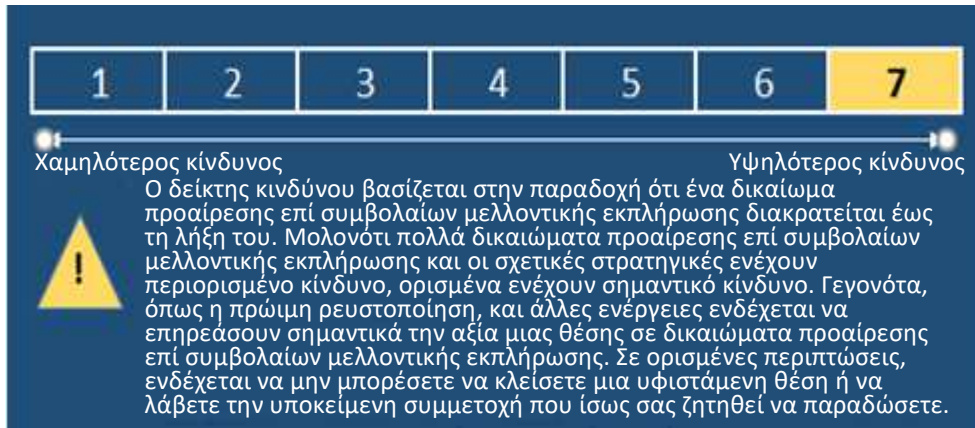 1 2 3 4 5 6 7
Χαμηλότερος κίνδυνος Υψηλότερος κίνδυνος
Ο δείκτης κινδύνου βασίζεται στην παραδοχή ότι ένα δικαίωμα
προαίρεσης επί συμβολαίων μελλοντικής εκπλήρωσης διακρατείται έως
τη λήξη του. Μολονότι πολλά δικαιώματα προαίρεσης επί συμβολαίων
μελλοντικής εκπλήρωσης και οι σχετικές στρατηγικές ενέχουν
περιορισμένο κίνδυνο, ορισμένα ενέχουν σημαντικό κίνδυνο. Γεγονότα,
όπως η πρώιμη ρευστοποίηση, και άλλες ενέργειες ενδέχεται να
επηρεάσουν σημαντικά την αξία μιας θέσης σε δικαιώματα προαίρεσης
επί συμβολαίων μελλοντικής εκπλήρωσης. Σε ορισμένες περιπτώσεις,
ενδέχεται να μην μπορέσετε να κλείσετε μια υφιστάμενη θέση ή να
λάβετε την υποκείμενη συμμετοχή που ίσως σας ζητηθεί να παραδώσετε.
!